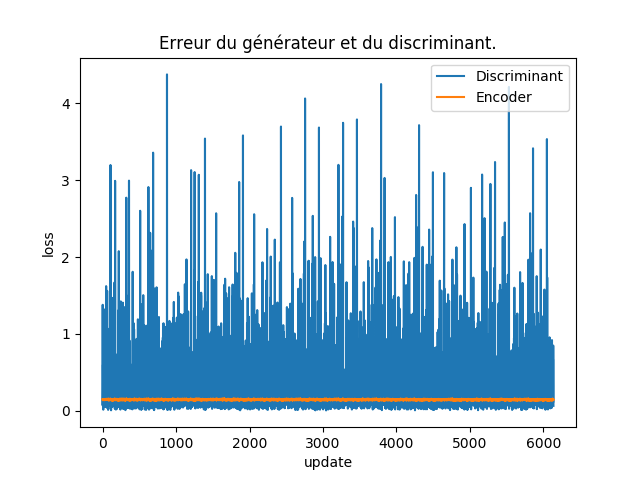 Erreur du générateur et du discriminant.
Discriminant
Encoder
loss
4
3
2
1
0
0 1000 2000 3000 4000 5000 6000
update